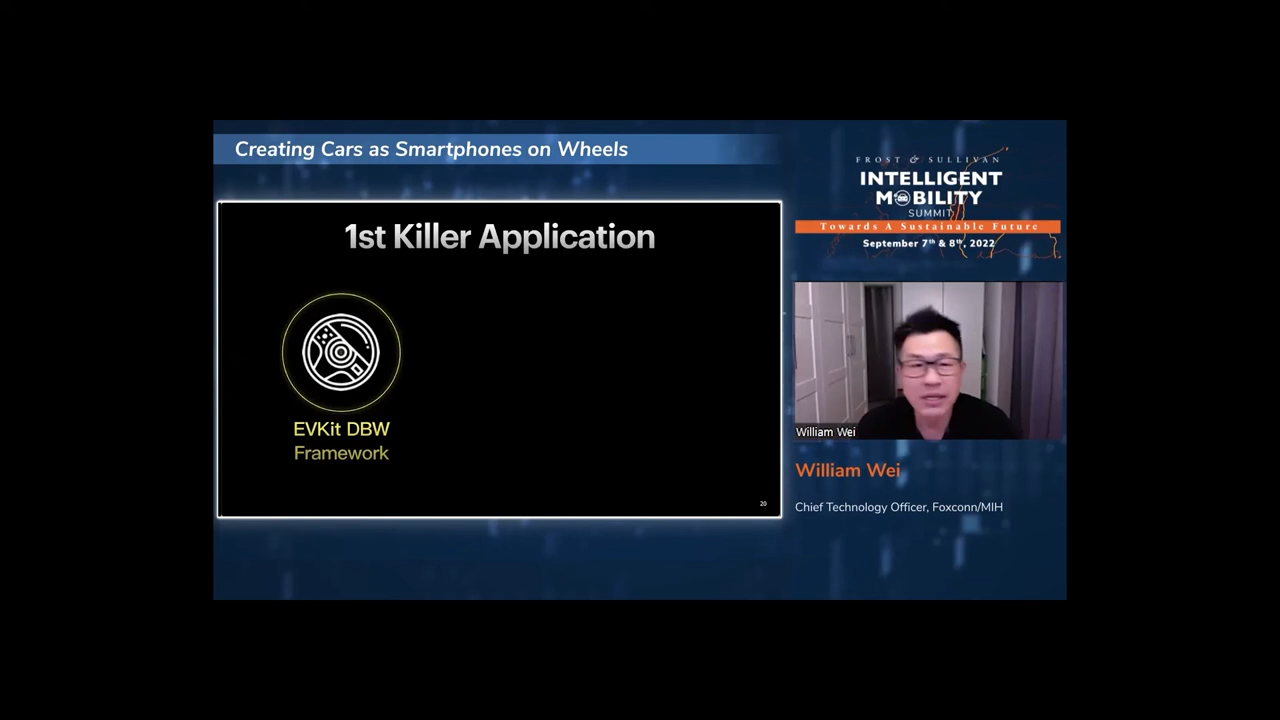 Creating Cars as Smartphones on Wheels
1st Killer Application
EVKit DBW
Framework
20
FROST & SULLIVAN
INTELLIGENT
MOBILITY
SUMMIT
Towards A Sustainable Future
September 7th & 8th, 2022
William Wei
William Wei
Chief Technology Officer, Foxconn/MIH